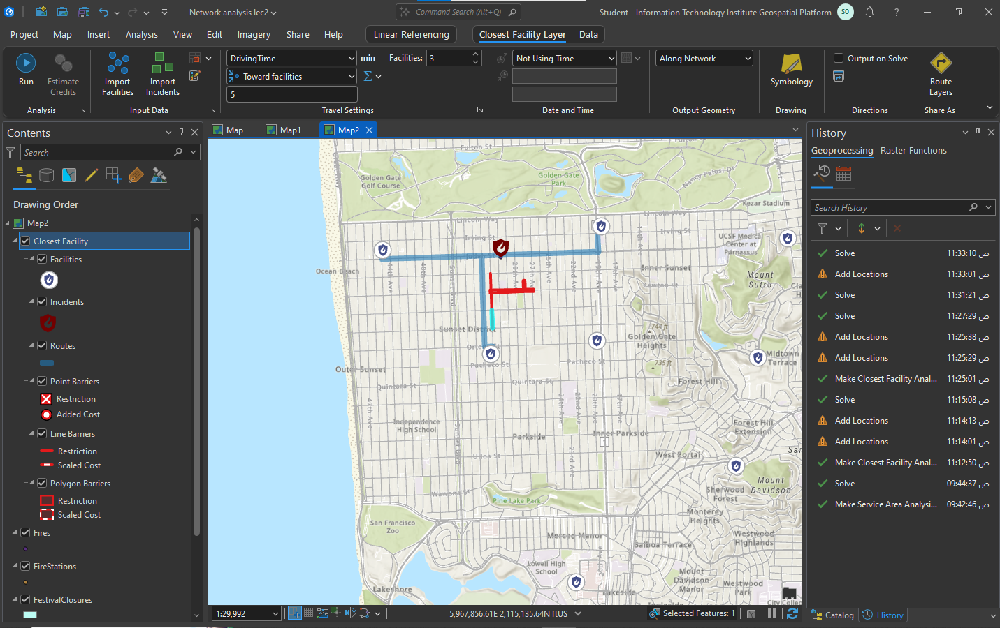 Network analysis lec2
Command Search (Alt+Q)
Student - Information Technology Institute Geospatial Platform
SO
?
Project
Map
Insert
Analysis
View
Edit
Imagery
Share
Help
Linear Referencing
Closest Facility Layer
Data
Run
Estimate
Credits
Analysis
Import
Facilities
Import
Incidents
Input Data
DrivingTime
min
Facilities: 3
Toward facilities
5
Travel Settings
Not Using Time
Date and Time
Along Network
Output Geometry
Symbology
Drawing
Output on Solve
Directions
Route
Layers
Share As
Contents
Search
Drawing Order
Map2
Closest Facility
Facilities
Incidents
Routes
Point Barriers
Restriction
Added Cost
Line Barriers
Restriction
Scaled Cost
Polygon Barriers
Restriction
Scaled Cost
Fires
FireStations
FestivalClosures
Map
Map1
Map2
Fulton St
Golden Gate
Golf Course
Golden Gate
Park
Nancy Pelosi Dr
Stanyan St
Kezar Stadium
Lincoln Way
Lincoln Way
Irving St
Irving St
UCSF Medical
Center at
Parnassus
Ocean Beach
44th Ave
40th Ave
Sunset Blvd
29th Ave
27th Ave
25th Ave
22nd Ave
19th Ave
17th Ave
14th Ave
Inner Sunset
Lawton St
Mount
Sutro
Sunset District
744 ft
Golden Gate
Heights
735 ft
Midtown
Terrace
Outer Sunset
Pacheco St
Pacheco St
Quintara St
Quintara St
Forest Hill
47th Ave
24th Ave
22nd Ave
20th Ave
17th Ave
Independence
High School
Sunset Blvd
Parkside
Inner Parkside
1
Forest Hill
Extension
Ulloa St
23rd Ave
West Portal
Wawona St
Pine Lake Park
Mount
Davidson
Sherwood
Forest
Monterey
Heights
San Francisco
Zoo
Merced Manor
Westwood
Highlands
Balboa Terrace
Lowell High
School
20th Ave
Mount
Davidson
Manor
Westwood
Park
Lakeshore
Lakeside
Ingleside
City College
1:29,992
5,967,856.61E 2,115,135.64N ftUS
Selected Features: 1
History
Geoprocessing
Raster Functions
Search History
Solve 11:33:10 ص
Add Locations 11:33:01 ص
Solve 11:31:21 ص
Solve 11:27:29 ص
Add Locations 11:25:38 ص
Add Locations 11:25:29 ص
Make Closest Facility Anal... 11:25:01 ص
Solve 11:15:08 ص
Add Locations 11:14:13 ص
Add Locations 11:14:01 ص
Make Closest Facility Anal... 11:12:50 ص
Solve 09:44:37 ص
Make Service Area Analysi... 09:42:46 ص
Catalog
History